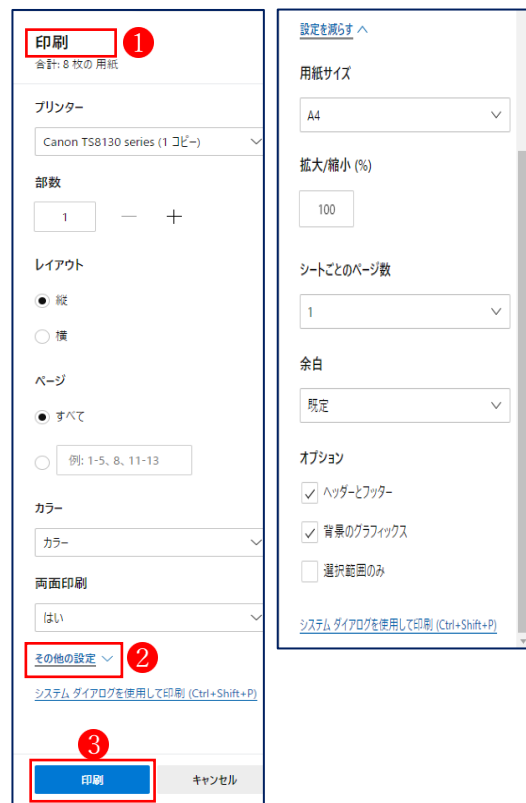 印刷
1
合計: 8 枚の 用紙
プリンター
Canon TS8130 series (1 コピー)
部数
1
レイアウト
縦
横
ページ
すべて
例: 1-5、8、11-13
カラー
カラー
両面印刷
はい
その他の設定
2
システム ダイアログを使用して印刷 (Ctrl+Shift+P)
3
印刷
キャンセル
設定を減らす
用紙サイズ
A4
拡大/縮小 (%)
100
シートごとのページ数
1
余白
既定
オプション
ヘッダーとフッター
背景のグラフィックス
選択範囲のみ
システム ダイアログを使用して印刷 (Ctrl+Shift+P)